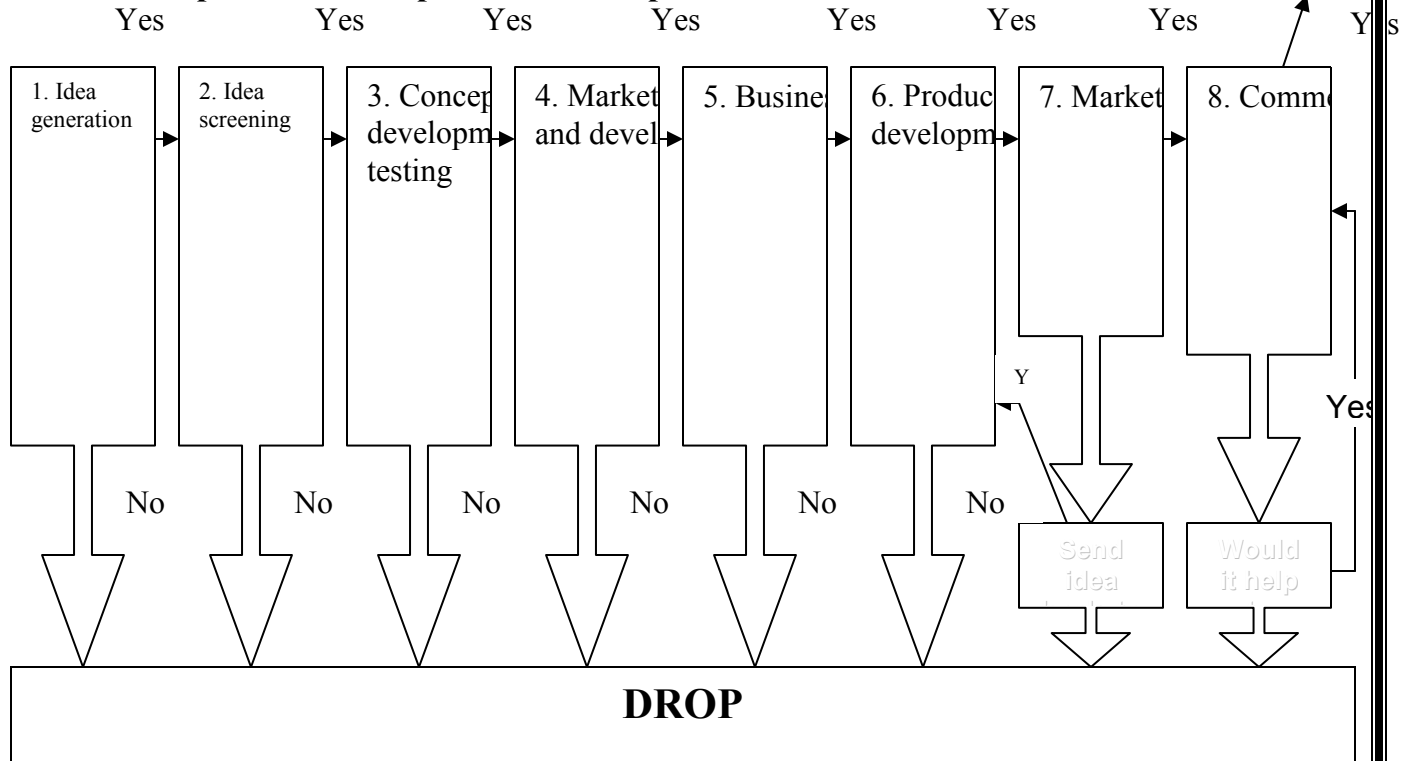 Yes Yes Yes Yes Yes Yes Yes Yes
1. Idea
generation
2. Idea
screening
3. Concep
developm
testing
4. Market
and devel
5. Busine
6. Produc
developm
7. Market
8. Comme
Y
Yes
No No No No No No
Send
idea
Would
it help
DROP